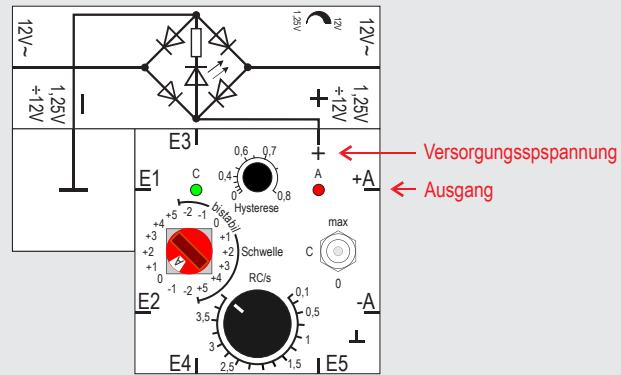 12V~
1,25V
12V
12V~
1,25V
÷12V
−
+
1,25V
÷12V
E3
+
Versorgungsspspannung
E1
C
0,6
0,7
0,4
0
0,8
A
+A
Ausgang
Hysterese
bistabil
+5
-2
-1
0
+4
+3
+1
+2
+2
Schwelle
+1
+3
0
+4
-1
-2
+5
A
max
C
0
RC/s
E2
0,1
0,5
1
1,5
2,5
3
3,5
-A
E4
E5